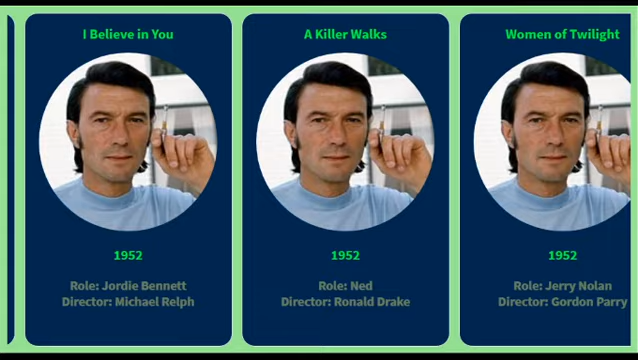 I Believe in You
1952
Role: Jordie Bennett
Director: Michael Relph
A Killer Walks
1952
Role: Ned
Director: Ronald Drake
Women of Twilight
1952
Role: Jerry Nolan
Director: Gordon Parry